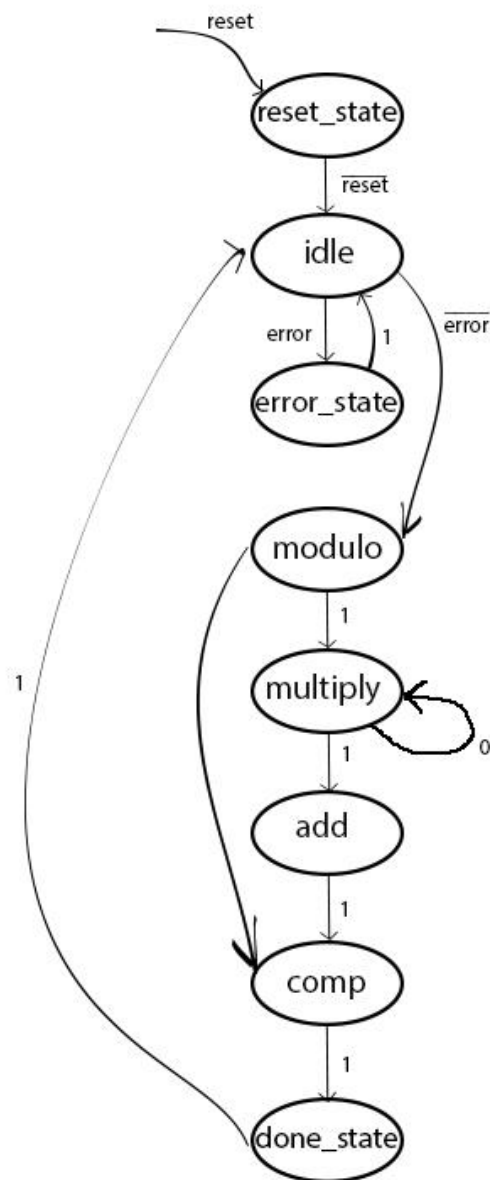 reset
reset_state
reset
idle
error
1
error
error_state
modulo
1
multiply
1
0
1
add
1
comp
1
done_state